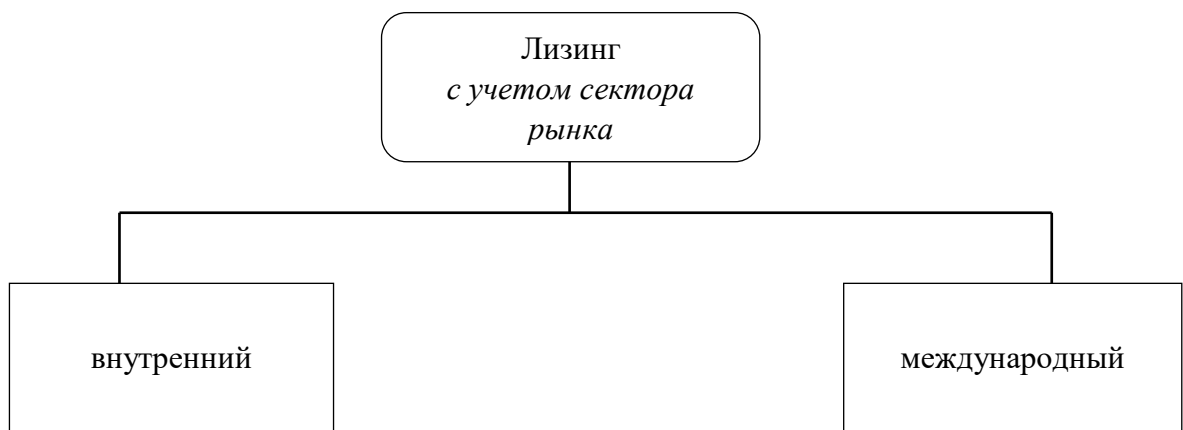 Лизинг
с учетом сектора
рынка
внутренний
международный